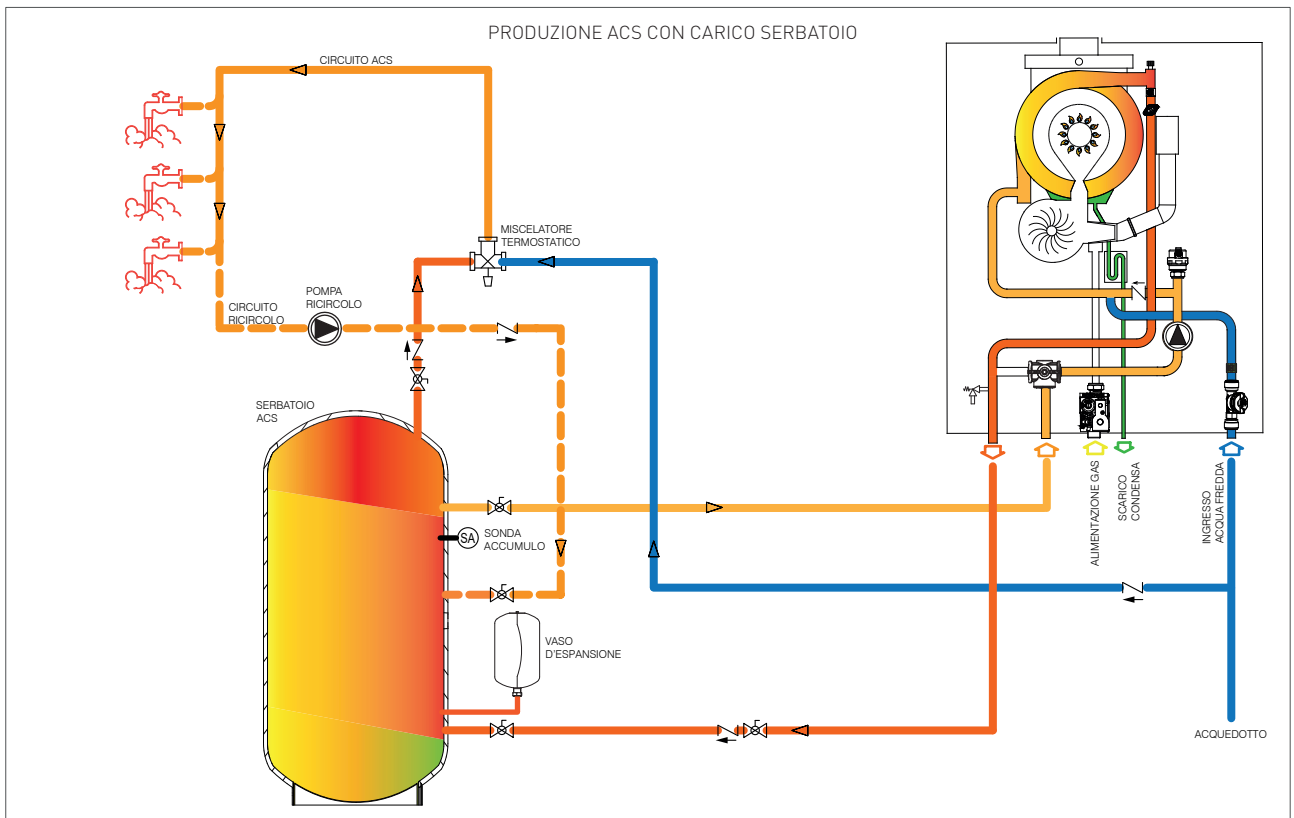 PRODUZIONE ACS CON CARICO SERBATOIO
CIRCUITO ACS
MISCELATORE
TERMOSTATICO
POMPA
RICIRCOLO
CIRCUITO
RICIRCOLO
SERBATOIO
ACS
SA
SONDA
ACCUMULO
VASO
D'ESPANSIONE
ALIMENTAZIONE GAS
SCARICO
CONDENSA
INGRESSO
ACQUA FREDDA
ACQUEDOTTO